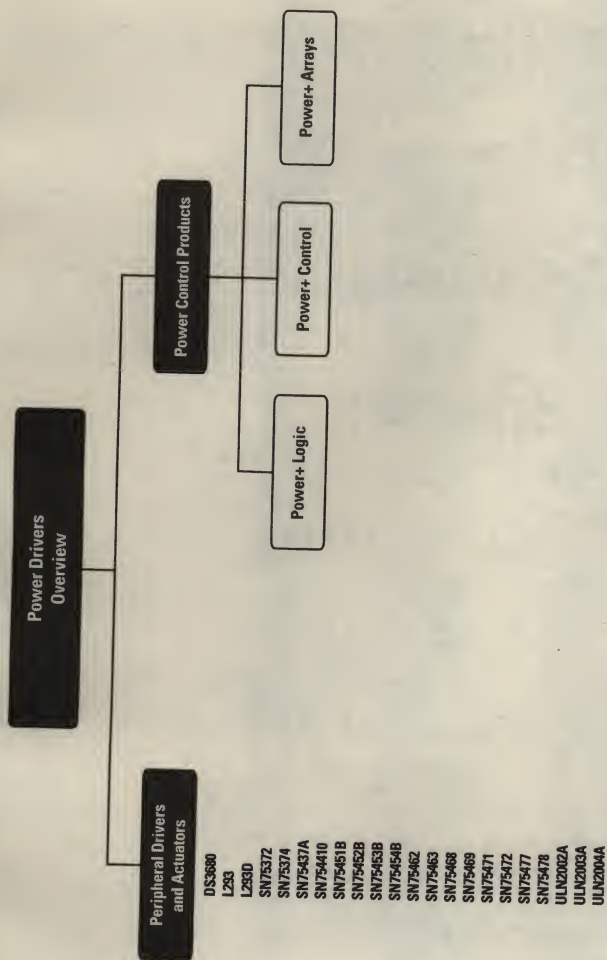 Power Drivers
Overview
Peripheral Drivers
and Actuators
DS3680
L293
L293D
SN75372
SN75374
SN75437A
SN754410
SN75451B
SN75452B
SN75453B
SN75454B
SN75462
SN75463
SN75468
SN75469
SN75471
SN75472
SN75477
SN75478
ULN2002A
ULN2003A
ULN2004A
Power Control Products
Power+ Logic
Power+ Control
Power+ Arrays